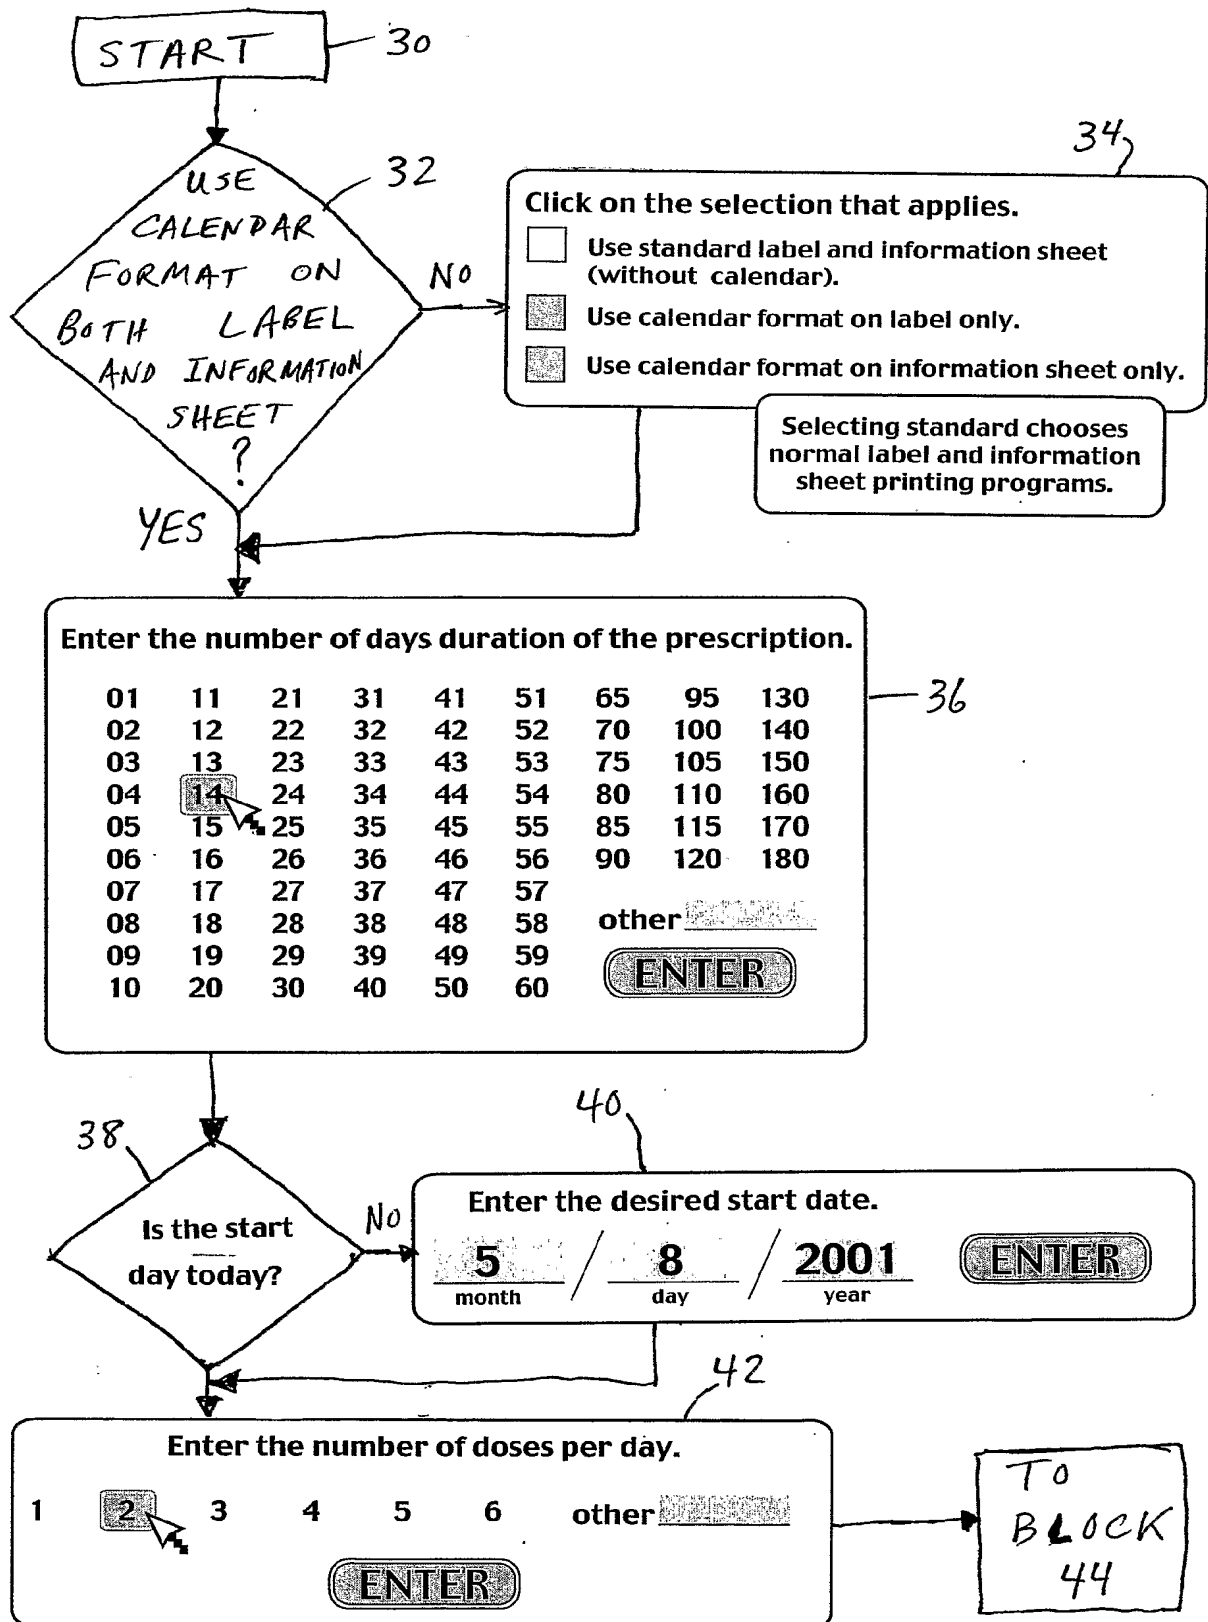 START
30
USE
CALENDAR
FORMAT ON
BOTH LABEL
AND INFORMATION
SHEET
?
32
NO
YES
34
Click on the selection that applies.
Use standard label and information sheet
(without calendar).
Use calendar format on label only.
Use calendar format on information sheet only.
Selecting standard chooses
normal label and information
sheet printing programs.
Enter the number of days duration of the prescription.
36
01 11 21 31 41 51 65 95 130
02 12 22 32 42 52 70 100 140
03 13 23 33 43 53 75 105 150
04 14 24 34 44 54 80 110 160
05 15 25 35 45 55 85 115 170
06 16 26 36 46 56 90 120 180
07 17 27 37 47 57
08 18 28 38 48 58 other
09 19 29 39 49 59
10 20 30 40 50 60 ENTER
38
Is the start
day today?
NO
40
Enter the desired start date.
5 / 8 / 2001 ENTER
month day year
42
Enter the number of doses per day.
1 2 3 4 5 6 other
ENTER
TO
BLOCK
44